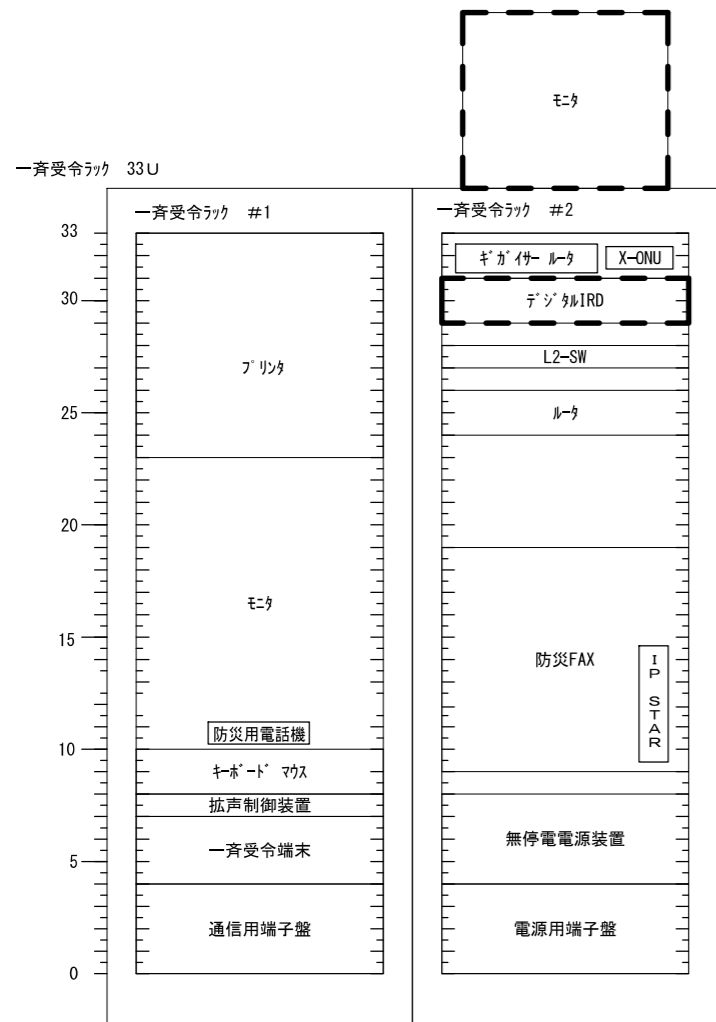 モニタ
一斉受令ラック 33U
一斉受令ラック #1
一斉受令ラック #2
33
30
25
20
15
10
5
0
プリンタ
モニタ
防災用電話機
キーボード マウス
拡声制御装置
一斉受令端末
通信用端子盤
ギガイサー ルータ
X-ONU
デジタルIRD
L2-SW
ルータ
防災FAX
IP STAR
無停電電源装置
電源用端子盤